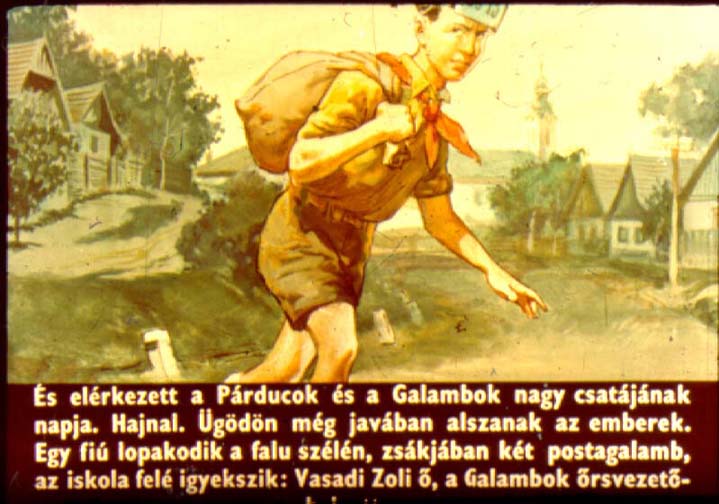 És elérkezett a Párducok és a Galambok nagy csatájának
napja. Hajnal. Ügödön még javában alszanak az emberek.
Egy fiú lopakodik a falu szélén, zsákjában két postagalamb,
az iskola felé igyekszik: Vasadi Zoli ő, a Galambok őrsvezető-